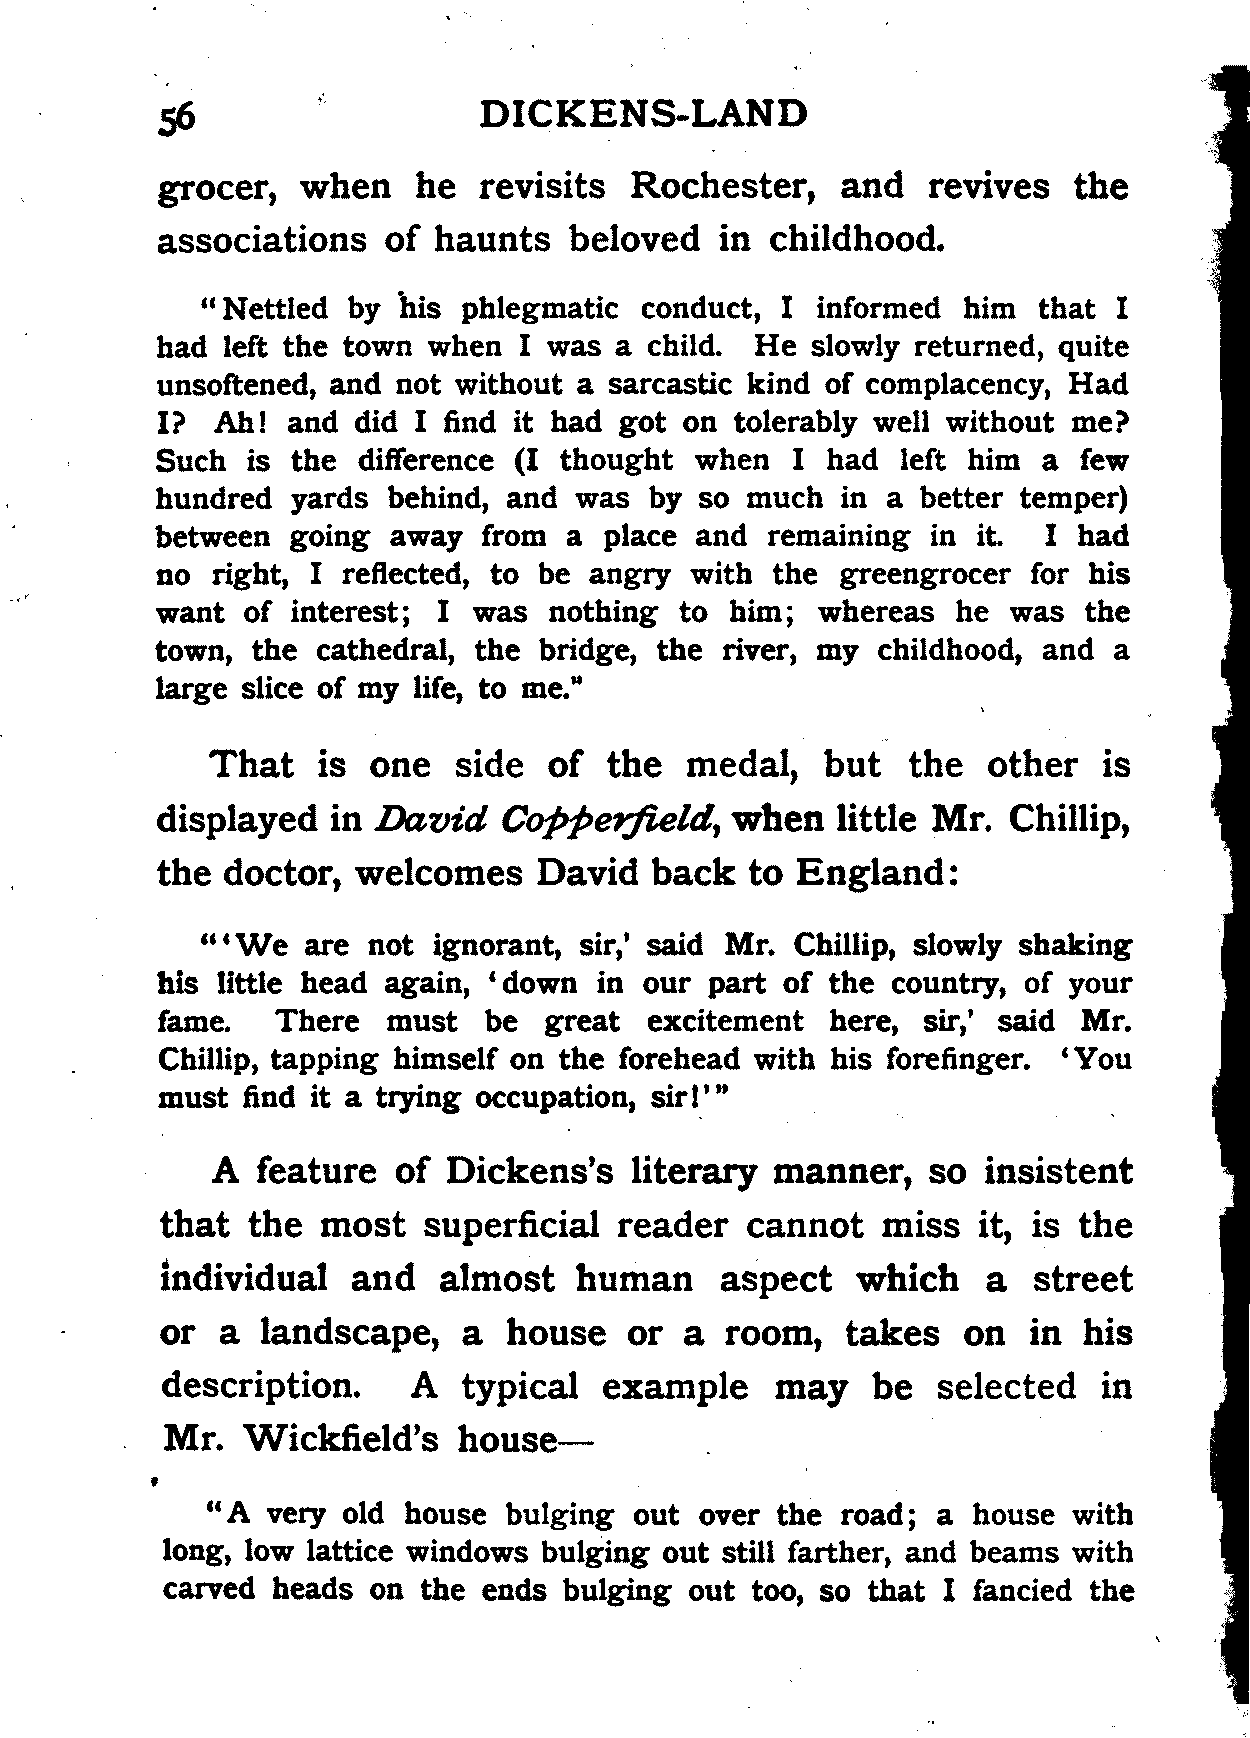 56 DICKENS-LAND
grocer, when he revisits Rochester, and revives the
associations of haunts beloved in childhood.
"Nettled by his phlegmatic conduct, I informed him that I
had left the town when I was a child. He slowly returned, quite
unsoftened, and not without a sarcastic kind of complacency, Had
I? Ah! and did I find it had got on tolerably well without me?
Such is the difference (I thought when I had left him a few
hundred yards behind, and was by so much in a better temper)
between going away from a place and remaining in it. I had
no right, I reflected, to be angry with the greengrocer for his
want of interest; I was nothing to him; whereas he was the
town, the cathedral, the bridge, the river, my childhood, and a
large slice of my life, to me."
That is one side of the medal, but the other is
displayed in David Copperfield, when little Mr. Chillip,
the doctor, welcomes David back to England:
"'We are not ignorant, sir,' said Mr. Chillip, slowly shaking
his little head again, 'down in our part of the country, of your
fame. There must be great excitement here, sir,' said Mr.
Chillip, tapping himself on the forehead with his forefinger. 'You
must find it a trying occupation, sir!'"
A feature of Dickens's literary manner, so insistent
that the most superficial reader cannot miss it, is the
individual and almost human aspect which a street
or a landscape, a house or a room, takes on in his
description. A typical example may be selected in
Mr. Wickfield's house—
"A very old house bulging out over the road; a house with
long, low lattice windows bulging out still farther, and beams with
carved heads on the ends bulging out too, so that I fancied the